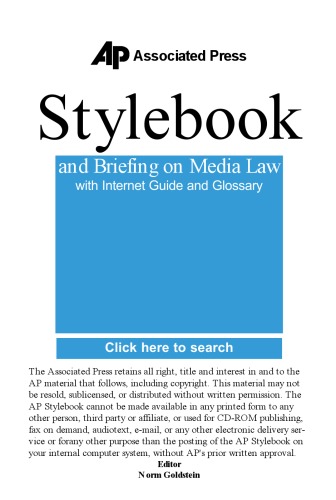 AP Associated Press
Stylebook
and Briefing on Media Law
with Internet Guide and Glossary
Click here to search
The Associated Press retains all right, title and interest in and to the
AP material that follows, including copyright. This material may not
be resold, sublicensed, or distributed without written permission. The
AP Stylebook cannot be made available in any printed form to any
other person, third party or affiliate, or used for CD-ROM publishing,
fax on demand, audiotext, e-mail, or any other electronic delivery ser-
vice or forany other purpose than the posting of the AP Stylebook on
your internal computer system, without AP's prior written approval.
Editor
Norm Goldstein